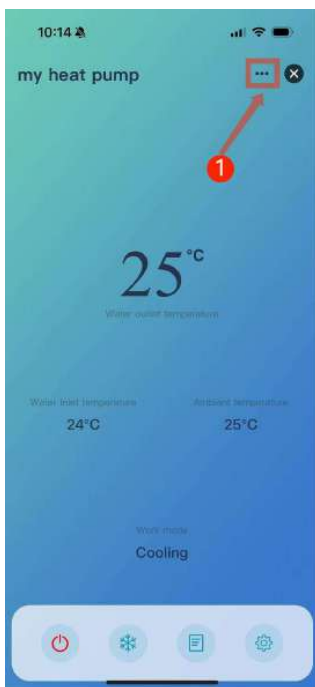 10:14
my heat pump
1
25°C
Water outlet temperature
Water inlet temperature
Ambient temperature
24°C
25°C
Work mode
Cooling